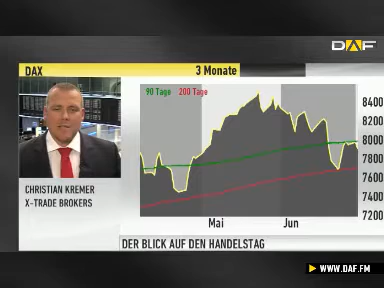 DAF
DAX
3 Monate
90 Tage
200 Tage
8400
8200
8000
7800
7600
7400
7200
Mai
Jun
CHRISTIAN KREMER
X-TRADE BROKERS
DER BLICK AUF DEN HANDELSTAG
WWW.DAF.FM